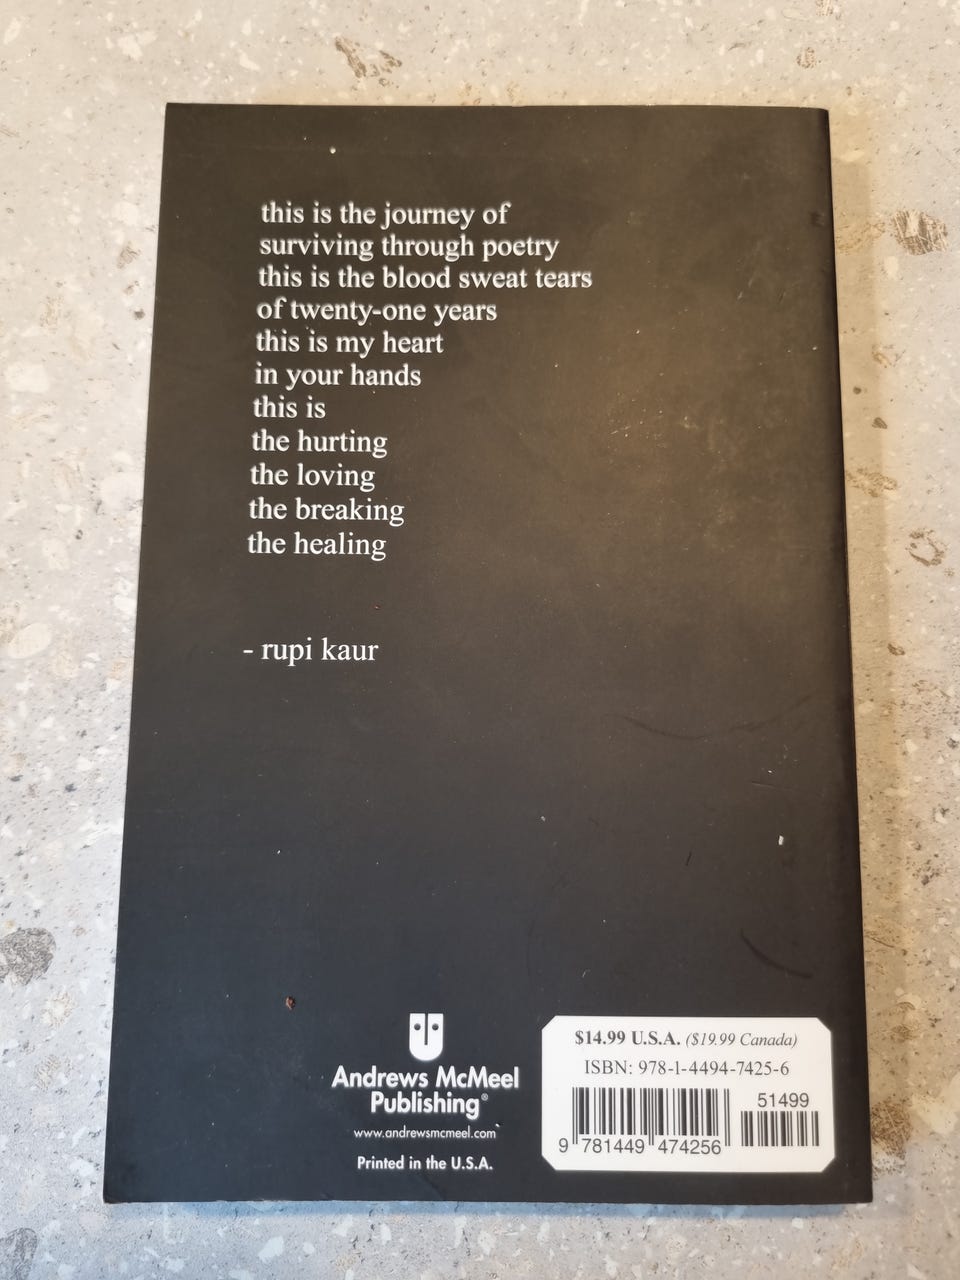 this is the journey of
surviving through poetry
this is the blood sweat tears
of twenty-one years
this is my heart
in your hands
this is
the hurting
the loving
the breaking
the healing
- rupi kaur
Andrews McMeel
Publishing®
www.andrewsmcmeel.com
Printed in the U.S.A.
$14.99 U.S.A. ($19.99 Canada)
ISBN: 978-1-4494-7425-6
51499
9 781449 474256